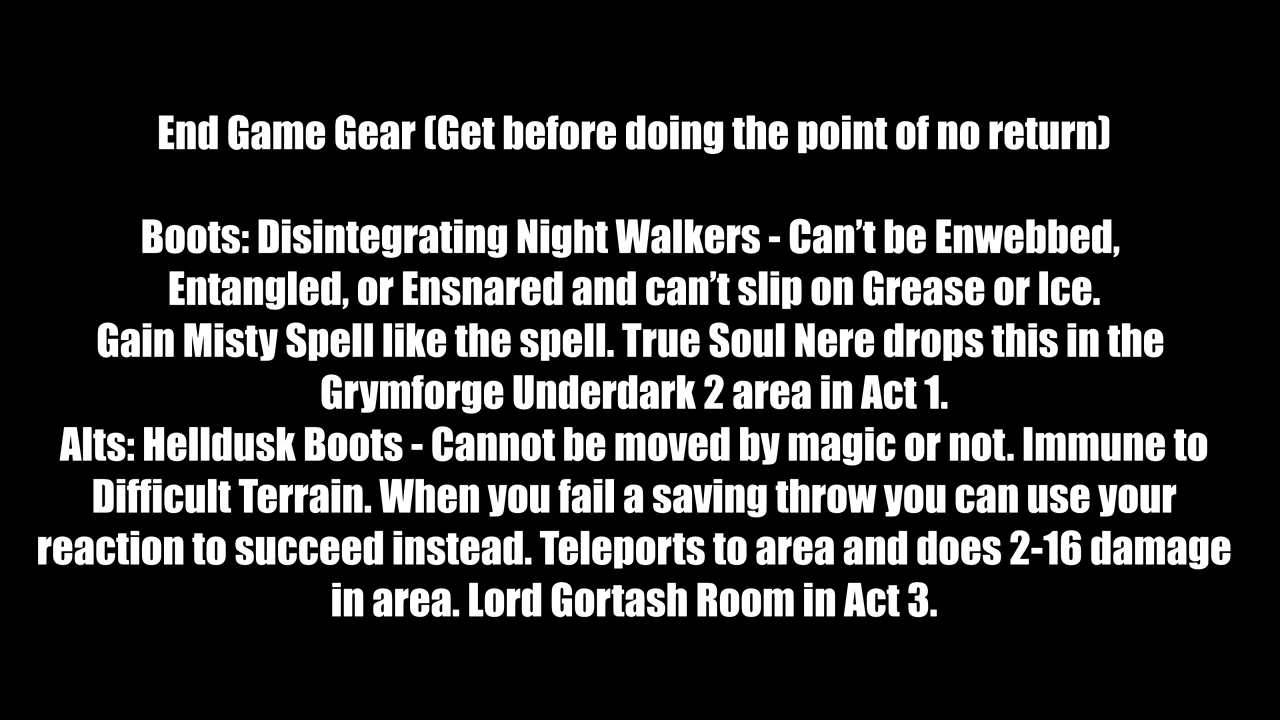 End Game Gear (Get before doing the point of no return)
Boots: Disintegrating Night Walkers - Can’t be Enwebbed,
Entangled, or Ensnared and can’t slip on Grease or Ice.
Gain Misty Spell like the spell. True Soul Nere drops this in the
Grymforge Underdark 2 area in Act 1.
Alts: Helldusk Boots - Cannot be moved by magic or not. Immune to
Difficult Terrain. When you fail a saving throw you can use your
reaction to succeed instead. Teleports to area and does 2-16 damage
in area. Lord Gortash Room in Act 3.